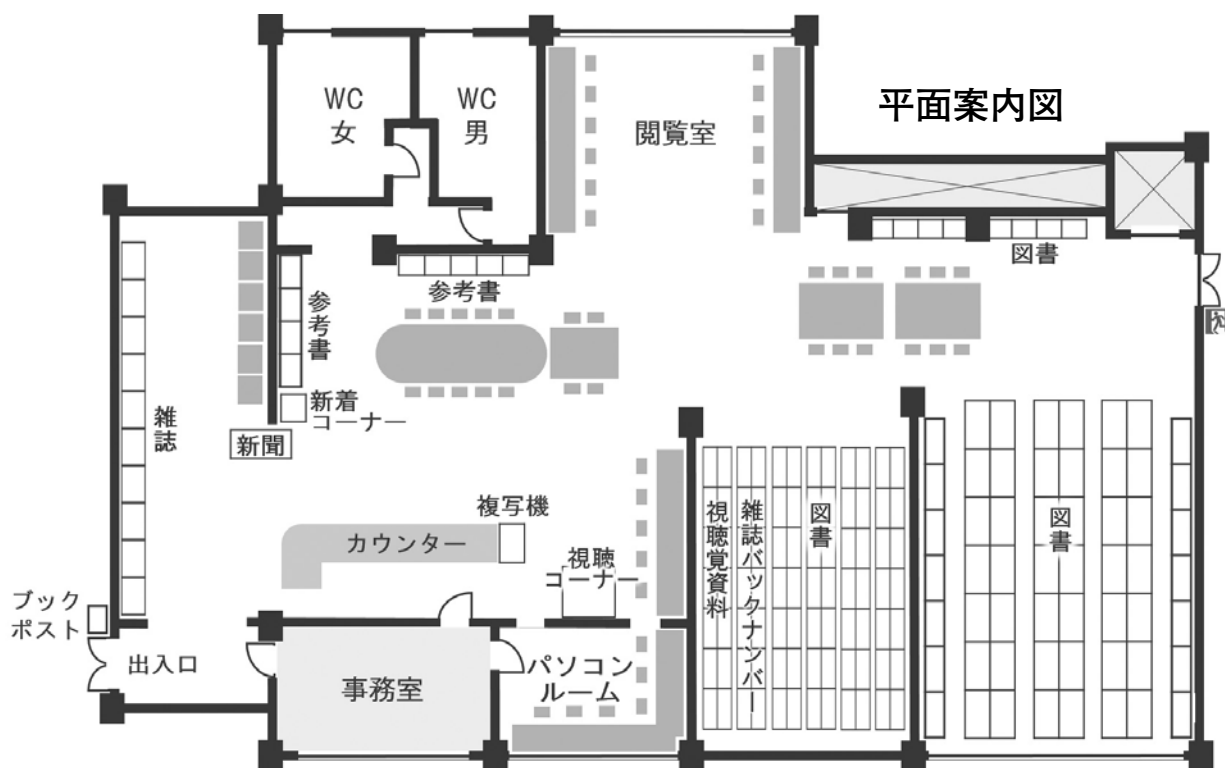 平面案内図
WC
女
WC
男
閲覧室
図書
参考書
参考書
新着
コーナー
雑誌
新聞
複写機
カウンター
視聴
コーナー
視聴覚資料
雑誌バックナンバー
図書
図書
ブック
ポスト
出入口
事務室
パソコン
ルーム